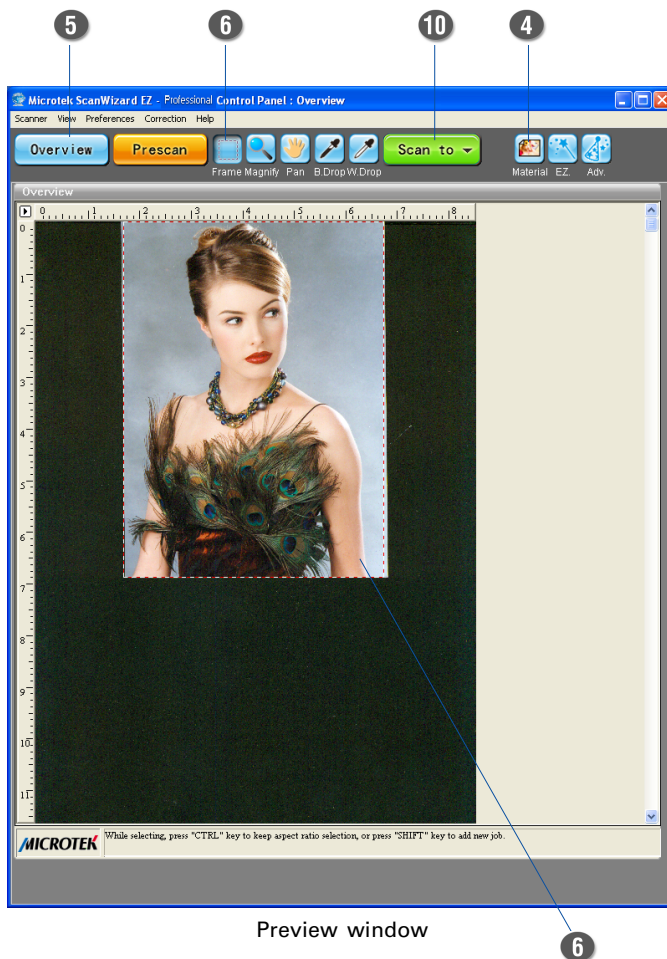 5 6 10 4
Microtek ScanWizard EZ - Professional Control Panel : Overview
Scanner View Preferences Correction Help
Overview Prescan Scan to
Frame Magnify Pan B.Drop W.Drop Material EZ. Adv.
Overview
0 1 2 3 4 5 6 7 8
0
1
2
3
4
5
6
7
8
9
10
11
MICROTEK While selecting, press "CTRL" key to keep aspect ratio selection, or press "SHIFT" key to add new job.
Preview window
6